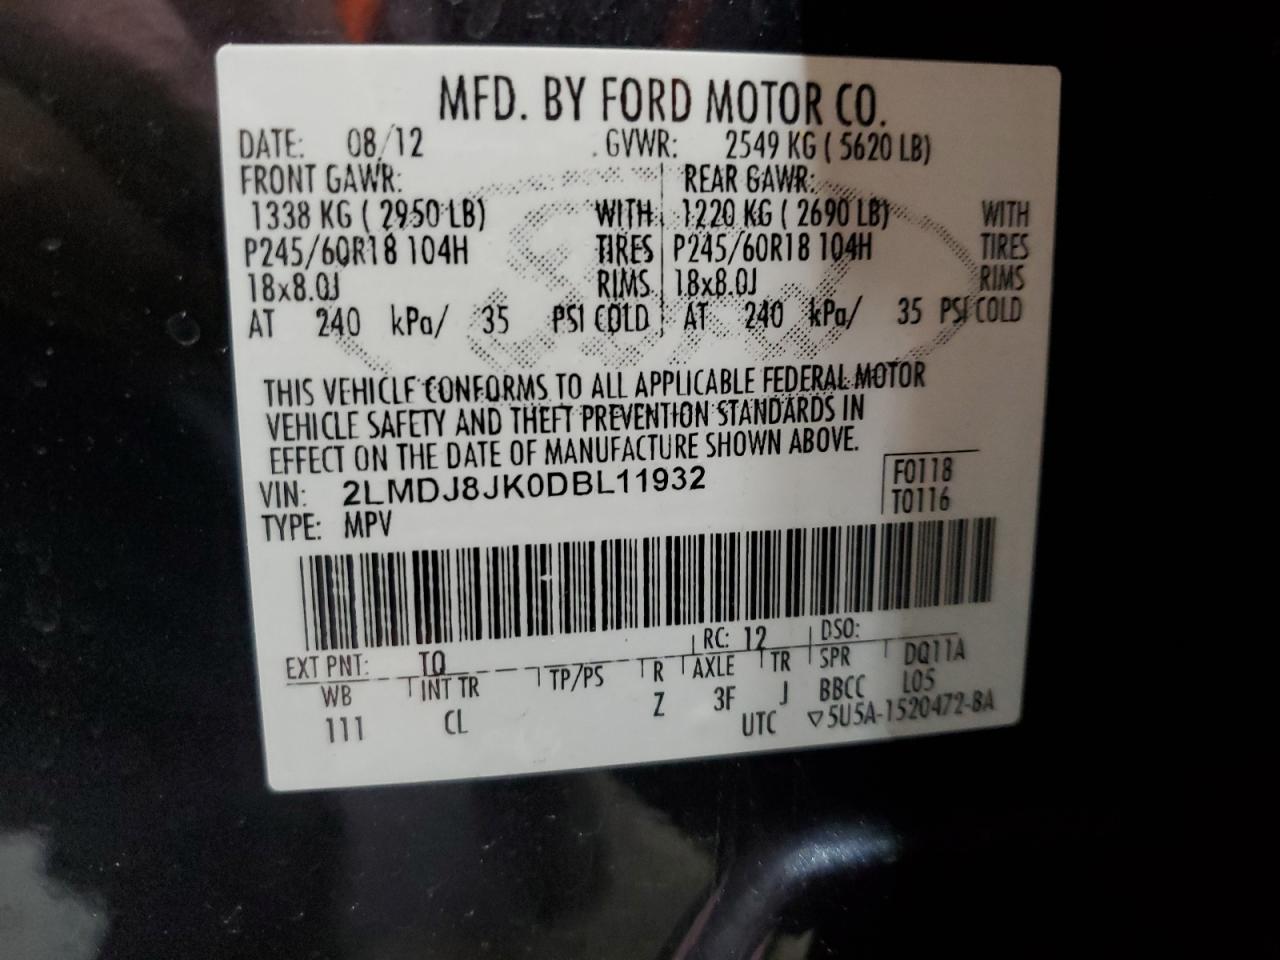 MFD. BY FORD MOTOR CO.
DATE: 08/12 GVWR: 2549 KG ( 5620 LB)
FRONT GAWR: REAR GAWR:
1338 KG ( 2950 LB) WITH 1220 KG ( 2690 LB) WITH
P245/60R18 104H TIRES P245/60R18 104H TIRES
18x8.0J RIMS 18x8.0J RIMS
AT 240 kPa/ 35 PSI COLD AT 240 kPa/ 35 PSI COLD
THIS VEHICLE CONFORMS TO ALL APPLICABLE FEDERAL MOTOR
VEHICLE SAFETY AND THEFT PREVENTION STANDARDS IN
EFFECT ON THE DATE OF MANUFACTURE SHOWN ABOVE.
VIN: 2LMDJ8JK0DBL11932 F0118
TYPE: MPV T0116
EXT PNT: TQ RC: 12 DSO:
WB INT TR TP/PS R AXLE TR SPR DQ11A
111 CL Z 3F J BBCC L05
UTC ▽5U5A-1520472-BA